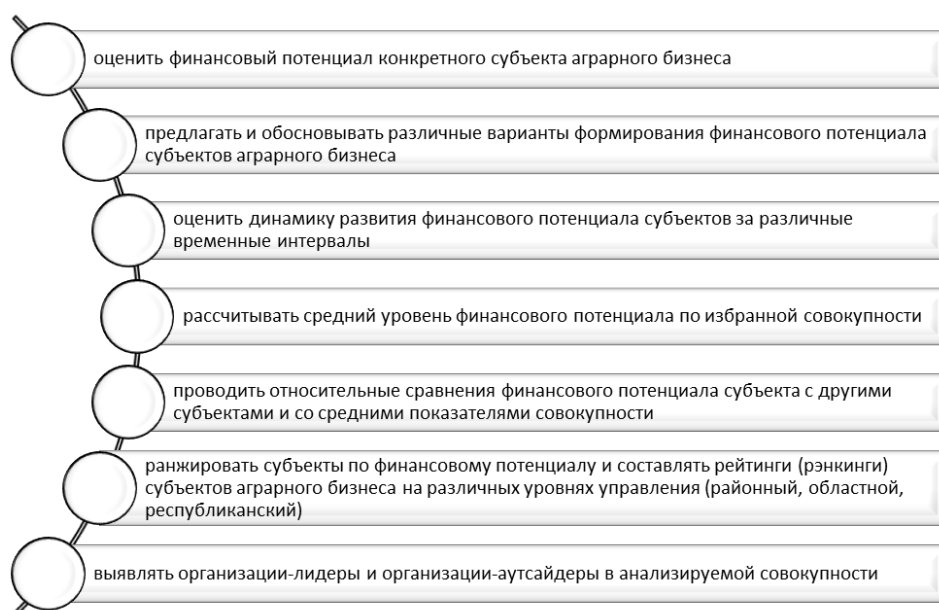 оценить финансовый потенциал конкретного субъекта аграрного бизнеса
предлагать и обосновывать различные варианты формирования финансового потенциала
субъектов аграрного бизнеса
оценить динамику развития финансового потенциала субъектов за различные
временные интервалы
рассчитывать средний уровень финансового потенциала по избранной совокупности
проводить относительные сравнения финансового потенциала субъекта с другими
субъектами и со средними показателями совокупности
ранжировать субъекты по финансовому потенциалу и составлять рейтинги (рэнкинги)
субъектов аграрного бизнеса на различных уровнях управления (районный, областной,
республиканский)
выявлять организации-лидеры и организации-аутсайдеры в анализируемой совокупности